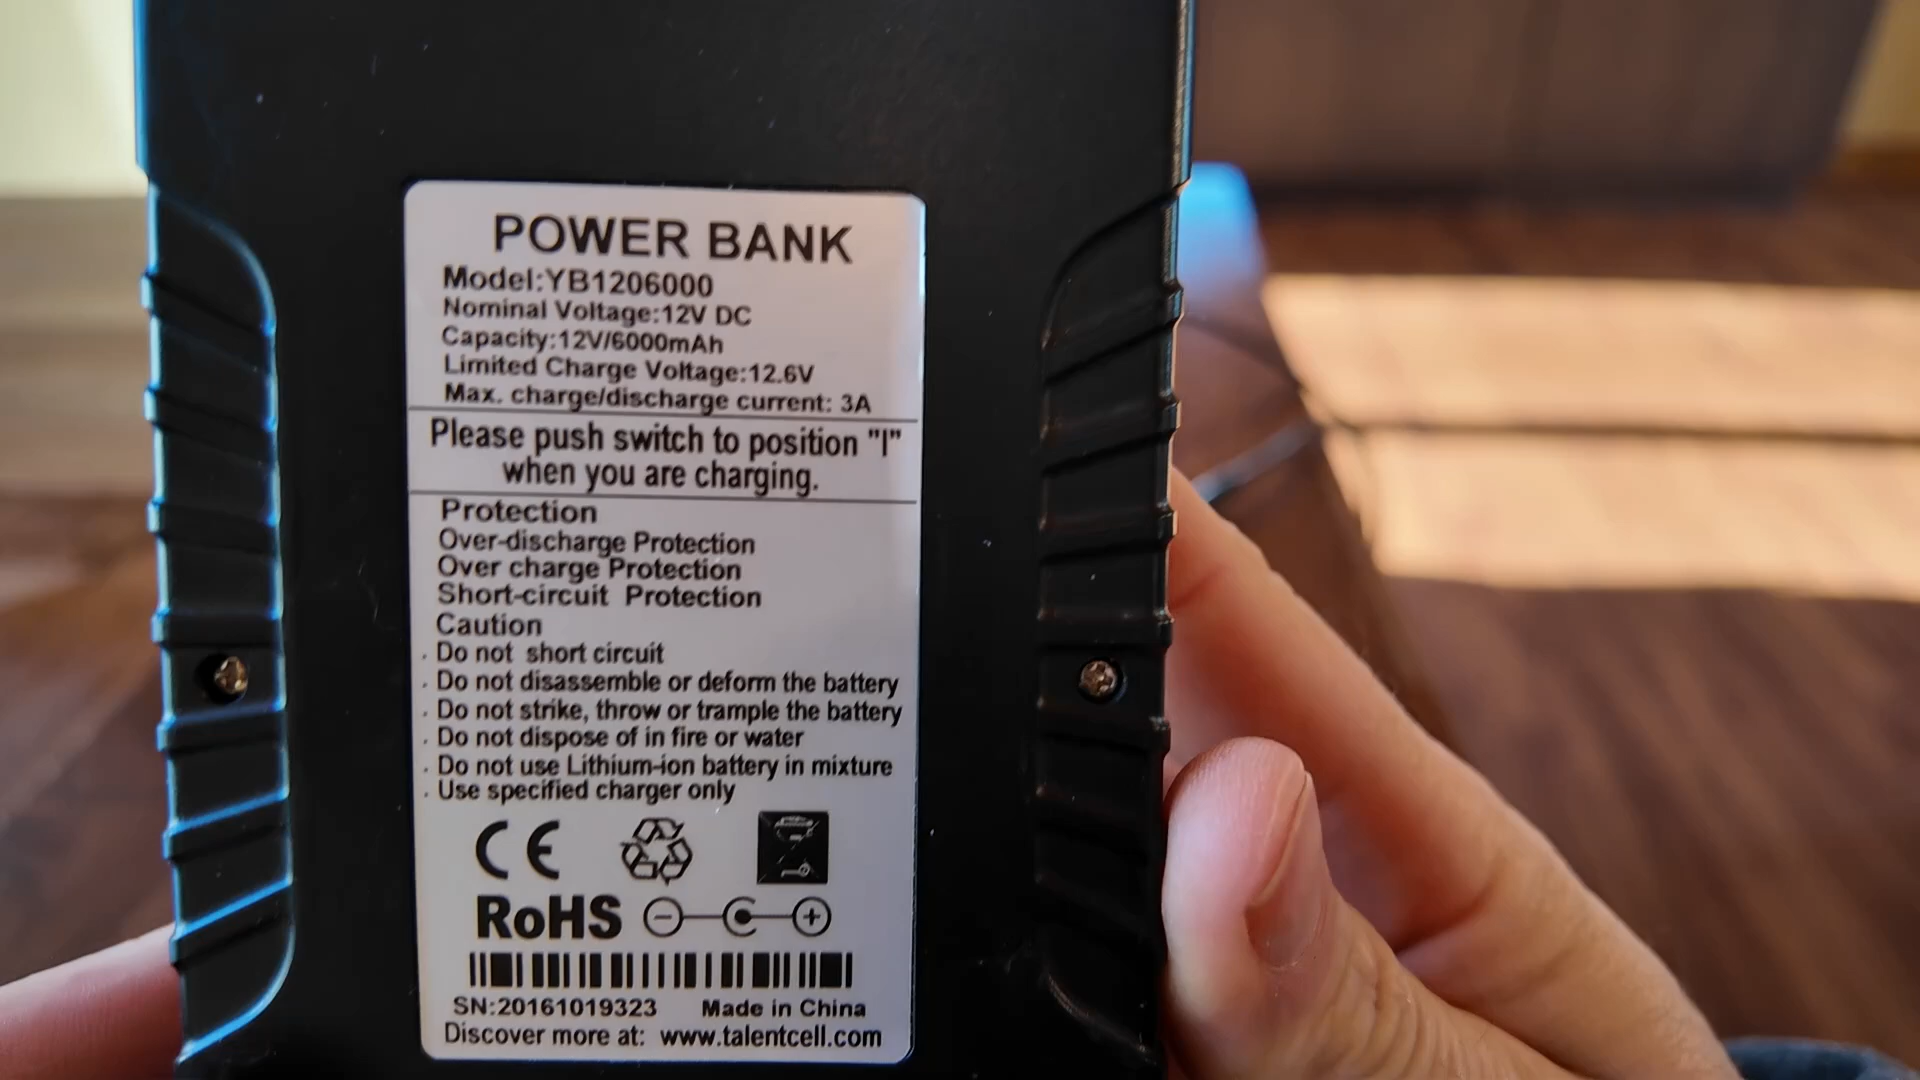 POWER BANK
Model:YB1206000
Nominal Voltage:12V DC
Capacity:12V/6000mAh
Limited Charge Voltage:12.6V
Max. charge/discharge current: 3A
Please push switch to position "I"
when you are charging.
Protection
Over-discharge Protection
Over charge Protection
Short-circuit Protection
Caution
. Do not short circuit
. Do not disassemble or deform the battery
. Do not strike, throw or trample the battery
. Do not dispose of in fire or water
. Do not use Lithium-ion battery in mixture
. Use specified charger only
CE
RoHS
SN:20161019323 Made in China
Discover more at: www.talentcell.com